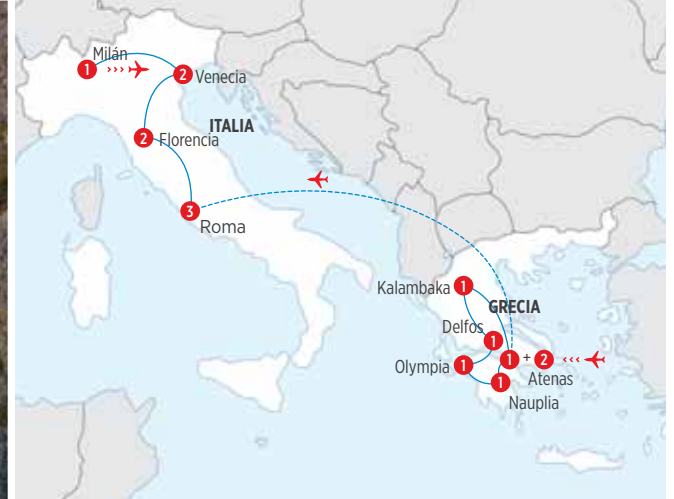 Milán
1 >>>
2 Venecia
ITALIA
2 Florencia
3
Roma
Kalambaka 1
GRECIA
Delfos 1
Olympia 1
1 + 2 <<<
Atenas
1
Nauplia